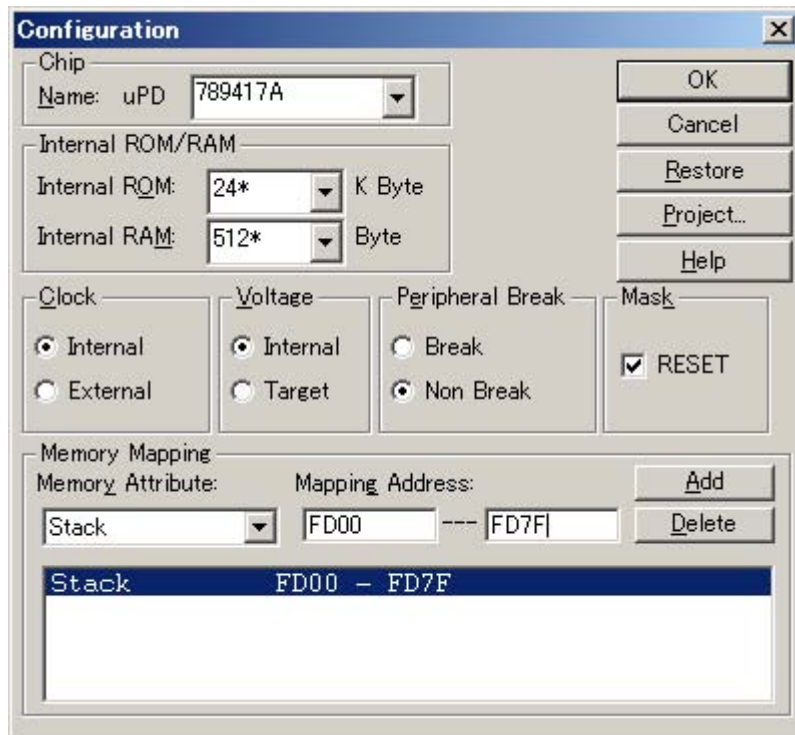 Configuration
Chip
Name: uPD 789417A
OK
Cancel
Restore
Project...
Help
Internal ROM/RAM
Internal ROM: 24* K Byte
Internal RAM: 512* Byte
Clock
Internal
External
Voltage
Internal
Target
Peripheral Break
Break
Non Break
Mask
RESET
Memory Mapping
Memory Attribute: Mapping Address:
Stack FD00 --- FD7F
Add
Delete
Stack FD00 - FD7F